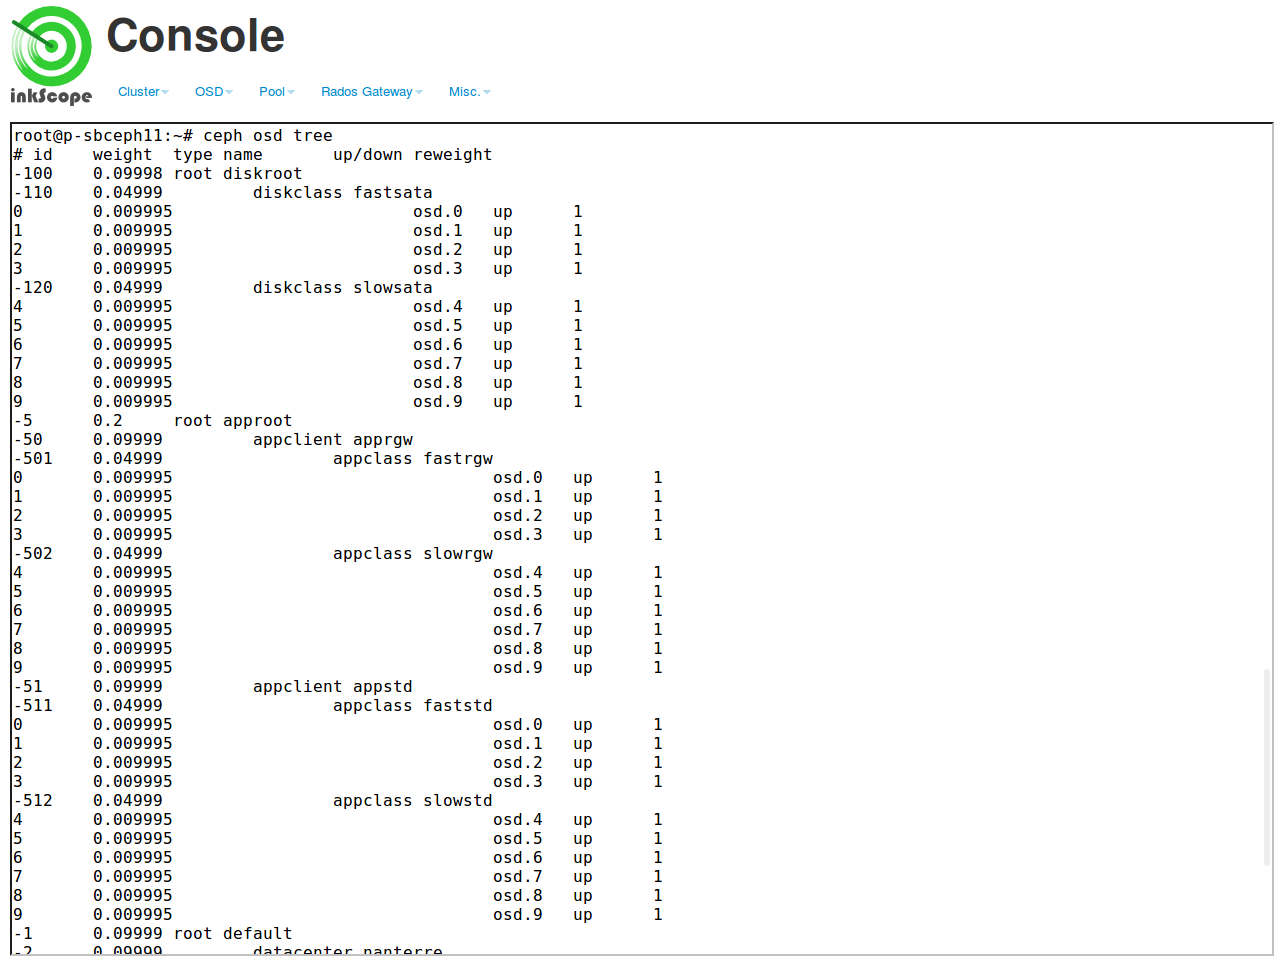 Console
inkScope
Cluster OSD Pool Rados Gateway Misc.
root@p-sbceph11:~# ceph osd tree
# id    weight  type name       up/down reweight
-100    0.09998 root diskroot
-110    0.04999         diskclass fastsata
0       0.009995                        osd.0   up      1
1       0.009995                        osd.1   up      1
2       0.009995                        osd.2   up      1
3       0.009995                        osd.3   up      1
-120    0.04999         diskclass slowsata
4       0.009995                        osd.4   up      1
5       0.009995                        osd.5   up      1
6       0.009995                        osd.6   up      1
7       0.009995                        osd.7   up      1
8       0.009995                        osd.8   up      1
9       0.009995                        osd.9   up      1
-5      0.2     root approot
-50     0.09999         appclient apprgw
-501    0.04999                 appclass fastrgw
0       0.009995                                osd.0   up      1
1       0.009995                                osd.1   up      1
2       0.009995                                osd.2   up      1
3       0.009995                                osd.3   up      1
-502    0.04999                 appclass slowrgw
4       0.009995                                osd.4   up      1
5       0.009995                                osd.5   up      1
6       0.009995                                osd.6   up      1
7       0.009995                                osd.7   up      1
8       0.009995                                osd.8   up      1
9       0.009995                                osd.9   up      1
-51     0.09999         appclient appstd
-511    0.04999                 appclass faststd
0       0.009995                                osd.0   up      1
1       0.009995                                osd.1   up      1
2       0.009995                                osd.2   up      1
3       0.009995                                osd.3   up      1
-512    0.04999                 appclass slowstd
4       0.009995                                osd.4   up      1
5       0.009995                                osd.5   up      1
6       0.009995                                osd.6   up      1
7       0.009995                                osd.7   up      1
8       0.009995                                osd.8   up      1
9       0.009995                                osd.9   up      1
-1      0.09999 root default
-2      0.09999         datacenter nanterre